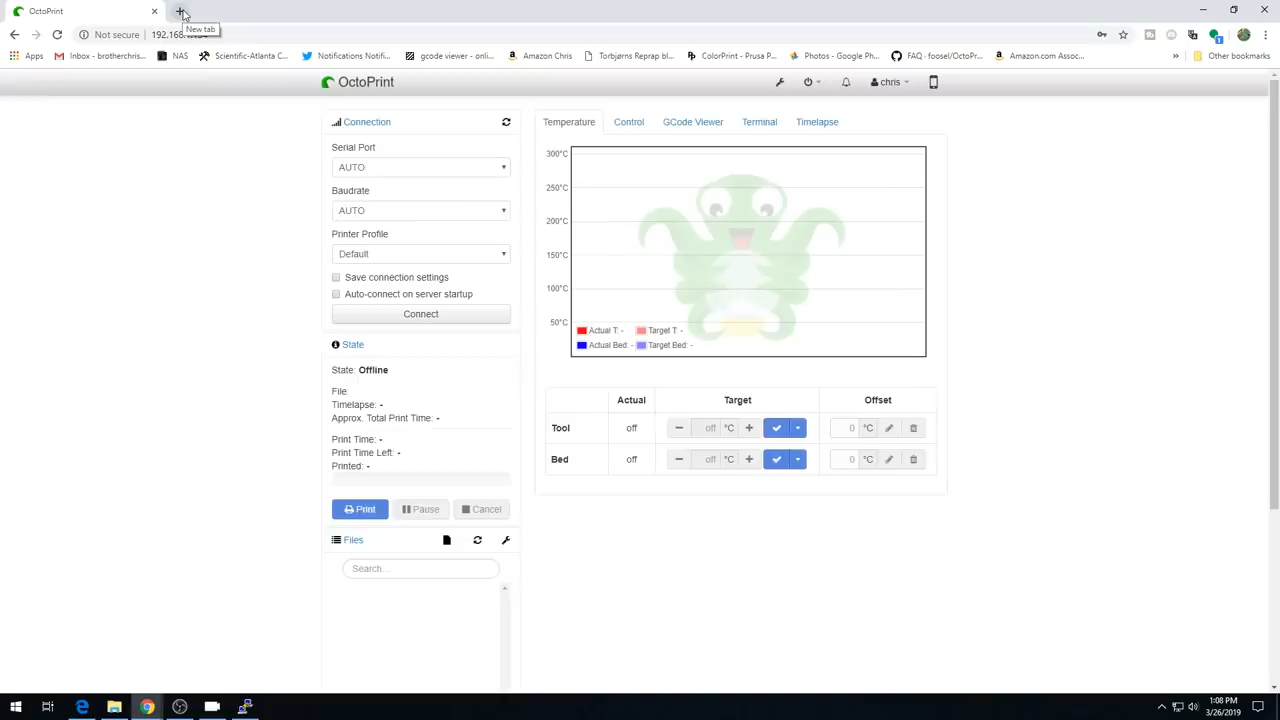 OctoPrint
New tab
Not secure
192.168.
Apps
Inbox - brotherchris...
NAS
Scientific-Atlanta C...
Notifications Notifi...
gcode viewer - onlin...
Amazon Chris
Torbjørns Reprap bl...
ColorPrint - Prusa P...
Photos - Google Ph...
FAQ · foosel/OctoPr...
Amazon.com Assoc...
»
Other bookmarks
OctoPrint
chris
Connection
Serial Port
AUTO
Baudrate
AUTO
Printer Profile
Default
Save connection settings
Auto-connect on server startup
Connect
State
State: Offline
File:
Timelapse: -
Approx. Total Print Time: -
Print Time: -
Print Time Left: -
Printed: -
Print
Pause
Cancel
Files
Search...
Temperature
Control
GCode Viewer
Terminal
Timelapse
300°C
250°C
200°C
150°C
100°C
50°C
Actual T: -
Target T: -
Actual Bed: -
Target Bed: -
Actual
Target
Offset
Tool
off
off °C
0 °C
Bed
off
off °C
0 °C
1:08 PM
3/26/2019